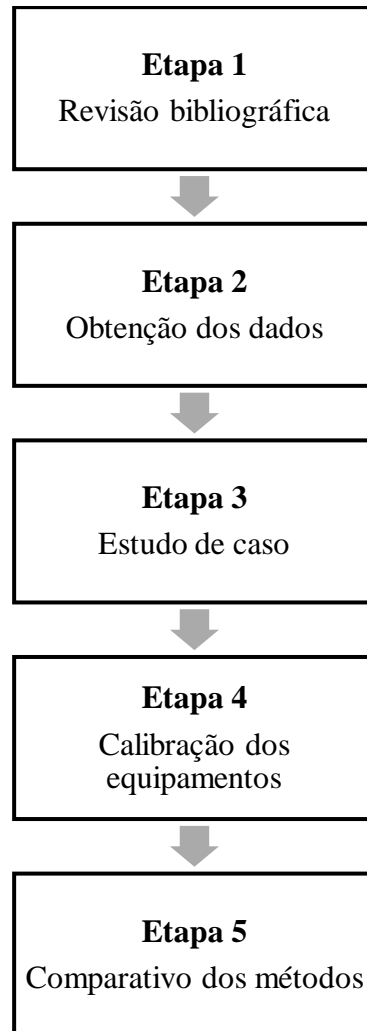 Etapa 1
Revisão bibliográfica
Etapa 2
Obtenção dos dados
Etapa 3
Estudo de caso
Etapa 4
Calibração dos
equipamentos
Etapa 5
Comparativo dos métodos